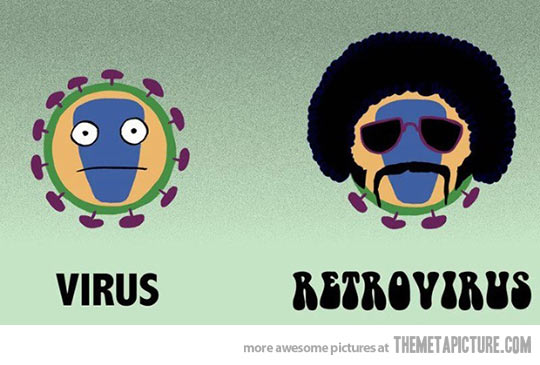 VIRUS
RETROVIRUS
more awesome pictures at THEMETAPICTURE.COM